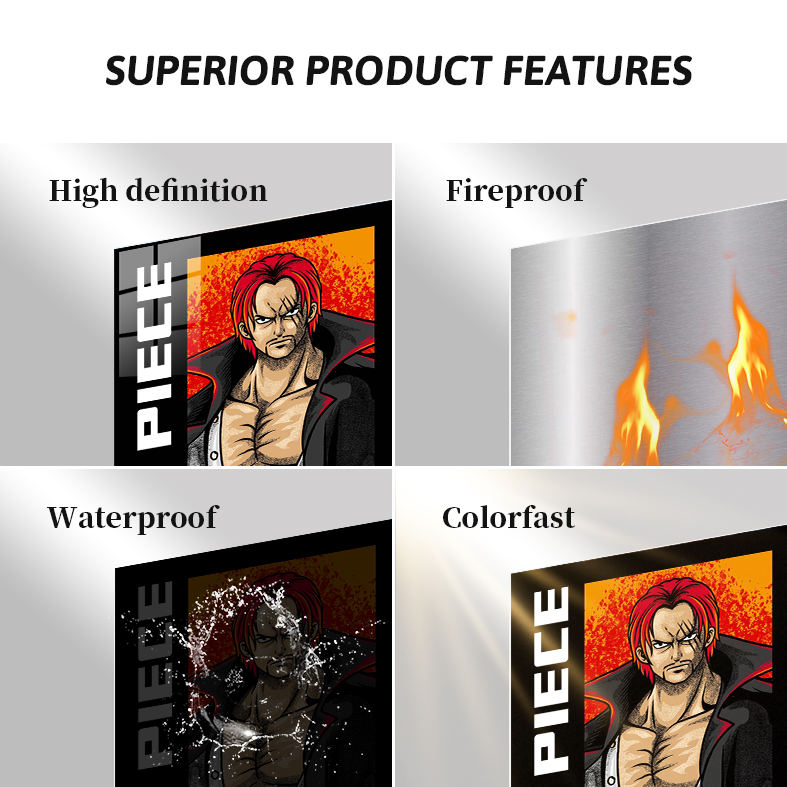 SUPERIOR PRODUCT FEATURES
High definition
Fireproof
PIECE
Waterproof
Colorfast
PIECE
PIECE